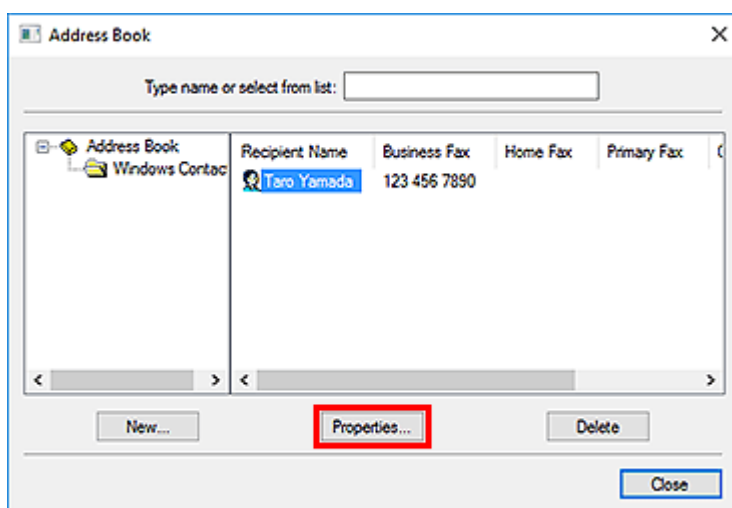 Address Book
Type name or select from list:
Address Book
Windows Contac
Recipient Name Business Fax Home Fax Primary Fax
Taro Yamada 123 456 7890
New... Properties... Delete
Close